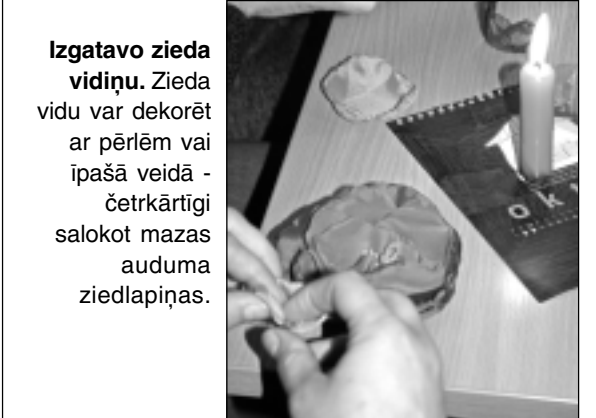 Izgatavo zieda
vidiņu. Zieda
vidu var dekorēt
ar pērlēm vai
īpašā veidā -
četrkārtīgi
salokot mazas
auduma
ziedlapiņas.